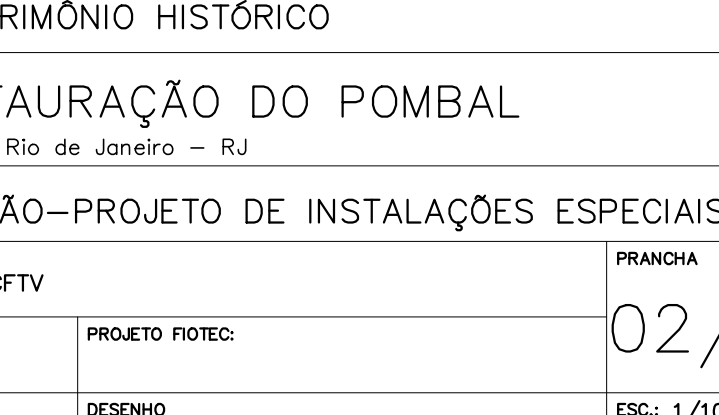 RIMÔNIO HISTÓRICO
TAURAÇÃO DO POMBAL
Rio de Janeiro – RJ
ÃO–PROJETO DE INSTALAÇÕES ESPECIAIS
CFTV
PRANCHA
02/
PROJETO FIOTEC:
DESENHO
ESC.: 1/10